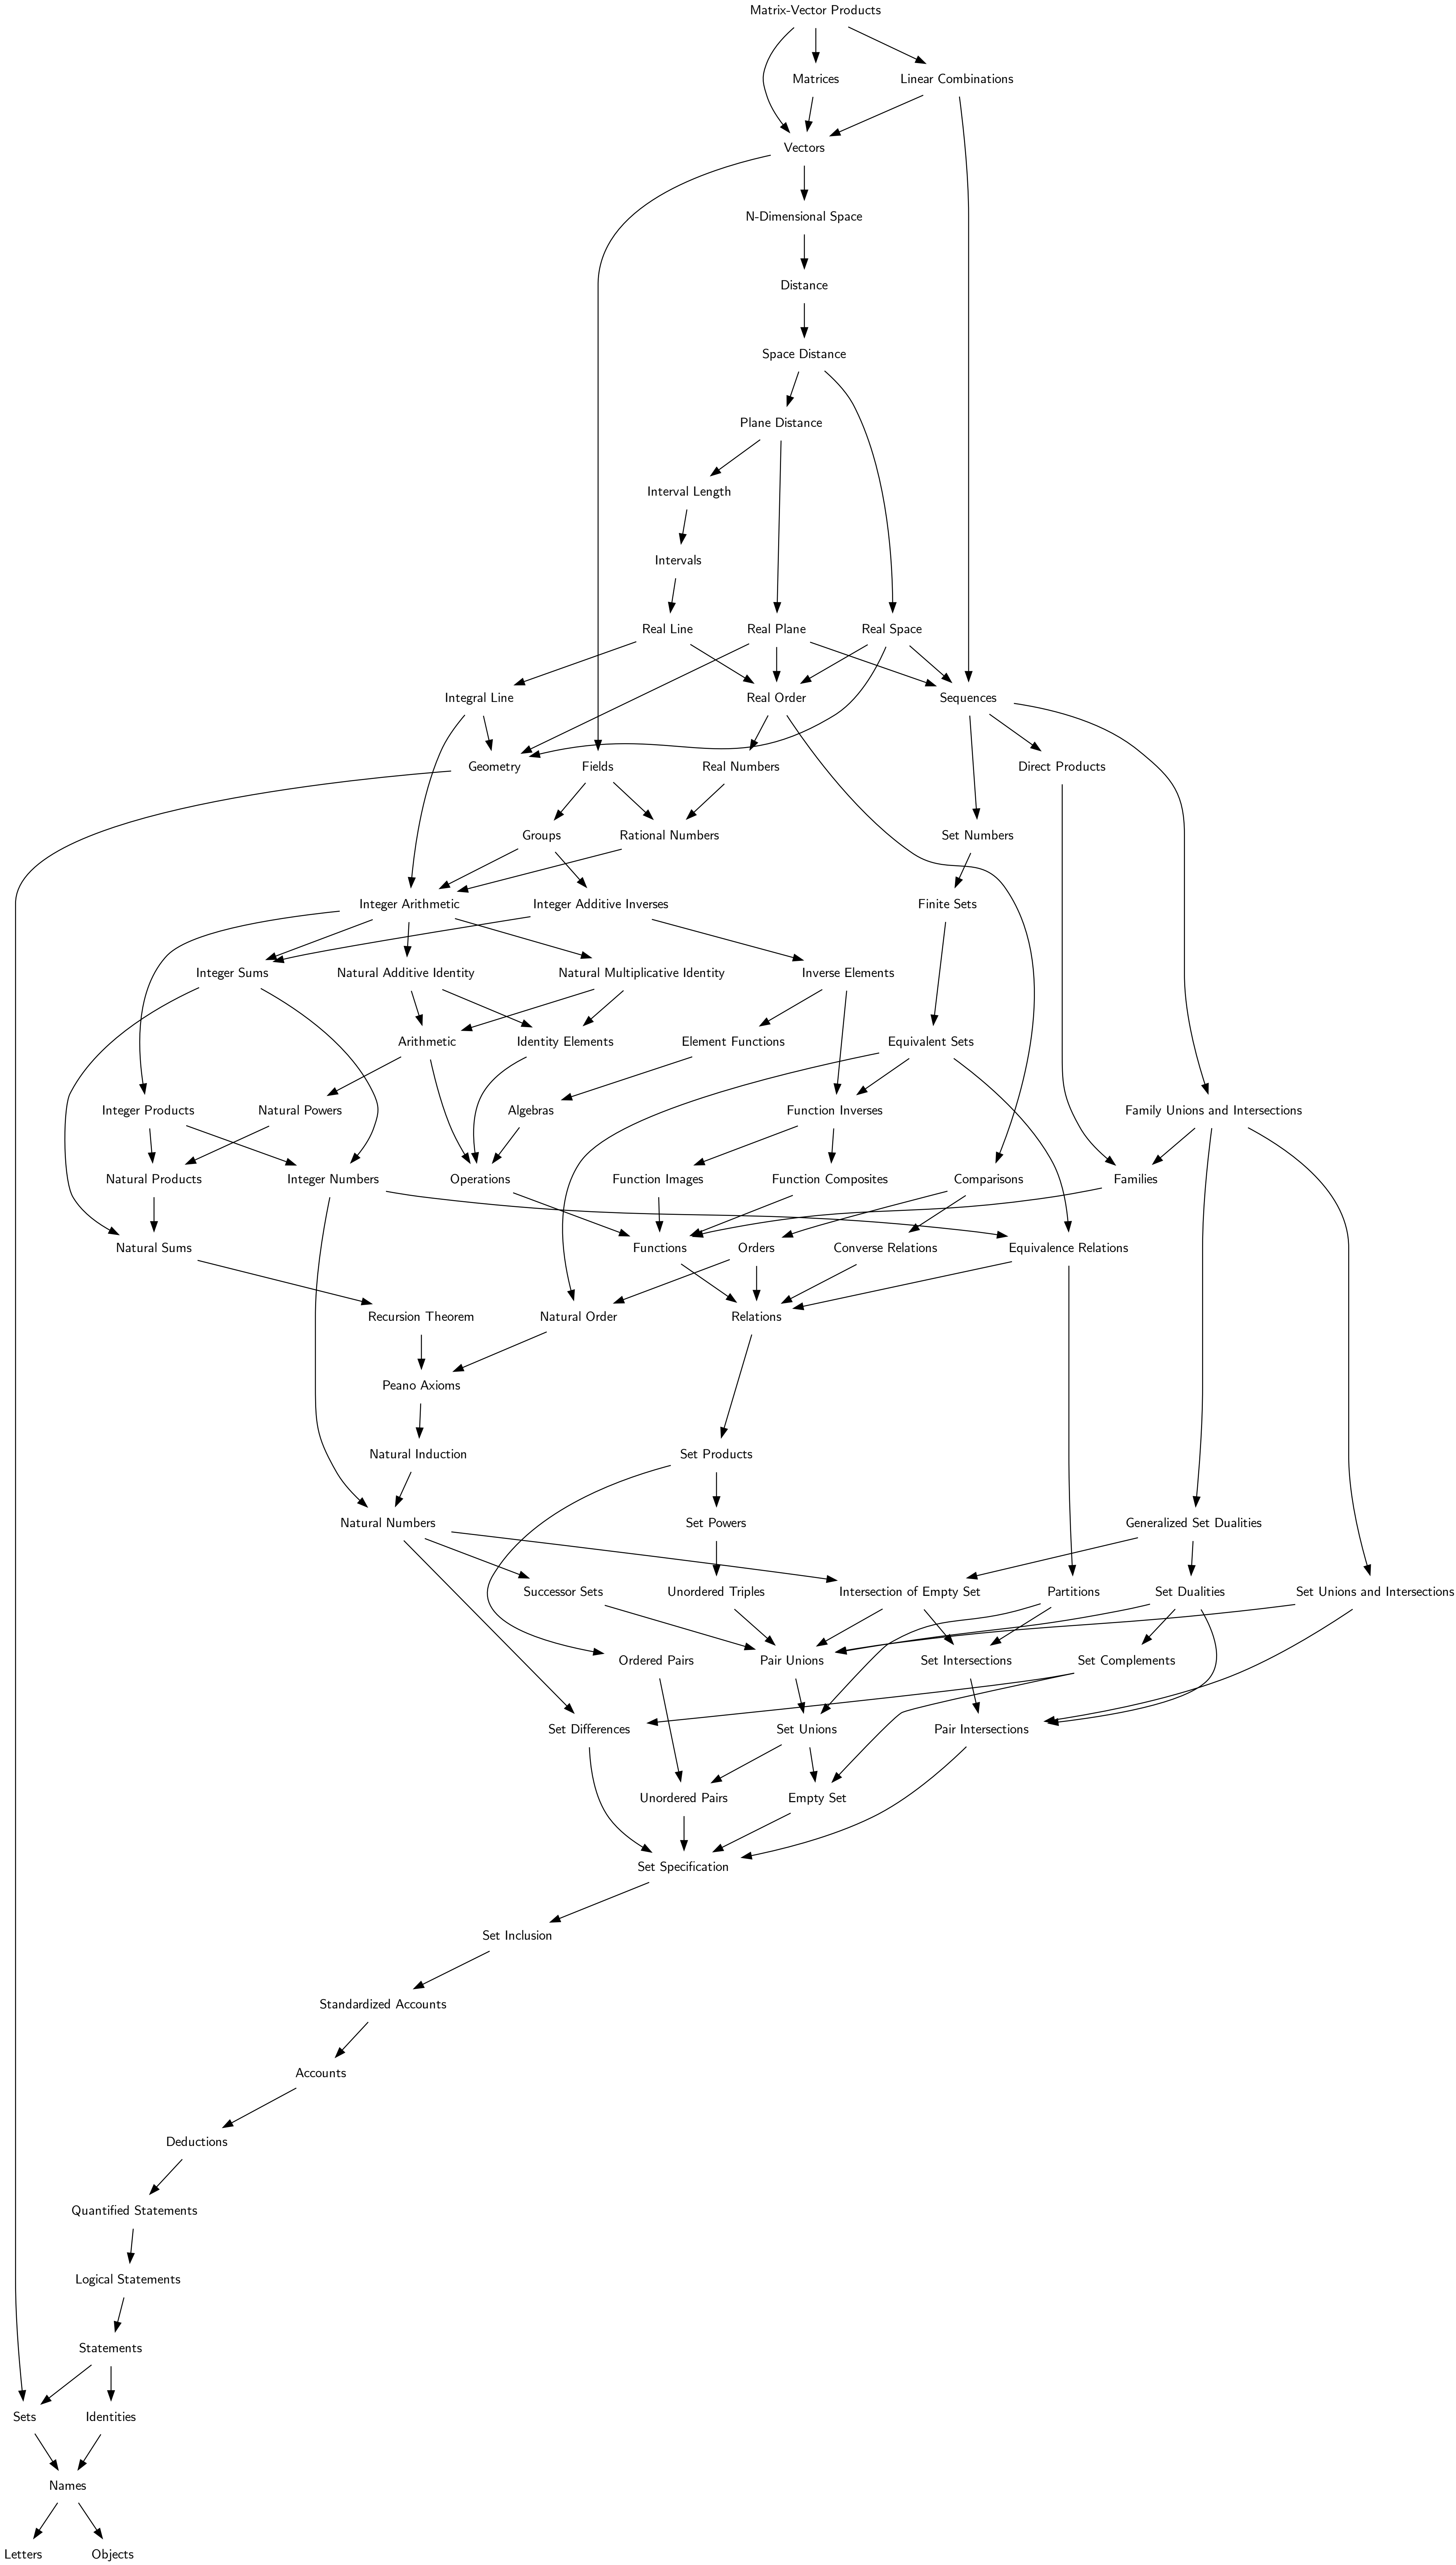 Matrix-Vector Products
Matrices
Linear Combinations
Vectors
N-Dimensional Space
Distance
Space Distance
Plane Distance
Interval Length
Intervals
Real Line
Real Plane
Real Space
Integral Line
Real Order
Sequences
Geometry
Fields
Real Numbers
Direct Products
Groups
Rational Numbers
Set Numbers
Integer Arithmetic
Integer Additive Inverses
Finite Sets
Integer Sums
Natural Additive Identity
Natural Multiplicative Identity
Inverse Elements
Arithmetic
Identity Elements
Element Functions
Equivalent Sets
Integer Products
Natural Powers
Algebras
Function Inverses
Family Unions and Intersections
Natural Products
Integer Numbers
Operations
Function Images
Function Composites
Comparisons
Families
Natural Sums
Functions
Orders
Converse Relations
Equivalence Relations
Recursion Theorem
Natural Order
Relations
Peano Axioms
Natural Induction
Set Products
Natural Numbers
Set Powers
Generalized Set Dualities
Successor Sets
Unordered Triples
Intersection of Empty Set
Partitions
Set Dualities
Set Unions and Intersections
Ordered Pairs
Pair Unions
Set Intersections
Set Complements
Set Differences
Set Unions
Pair Intersections
Unordered Pairs
Empty Set
Set Specification
Set Inclusion
Standardized Accounts
Accounts
Deductions
Quantified Statements
Logical Statements
Statements
Sets
Identities
Names
Letters
Objects